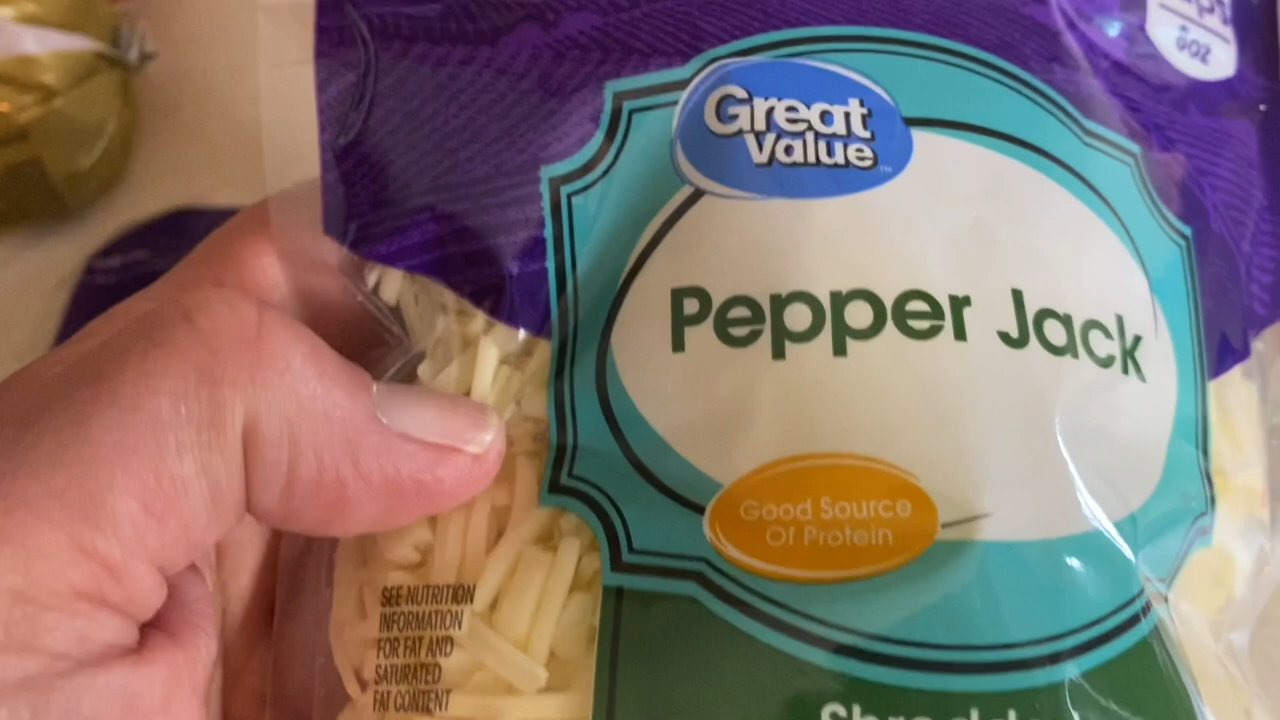 Great
Value
Pepper Jack
Good Source
Of Protein
SEE NUTRITION
INFORMATION
FOR FAT AND
SATURATED
FAT CONTENT